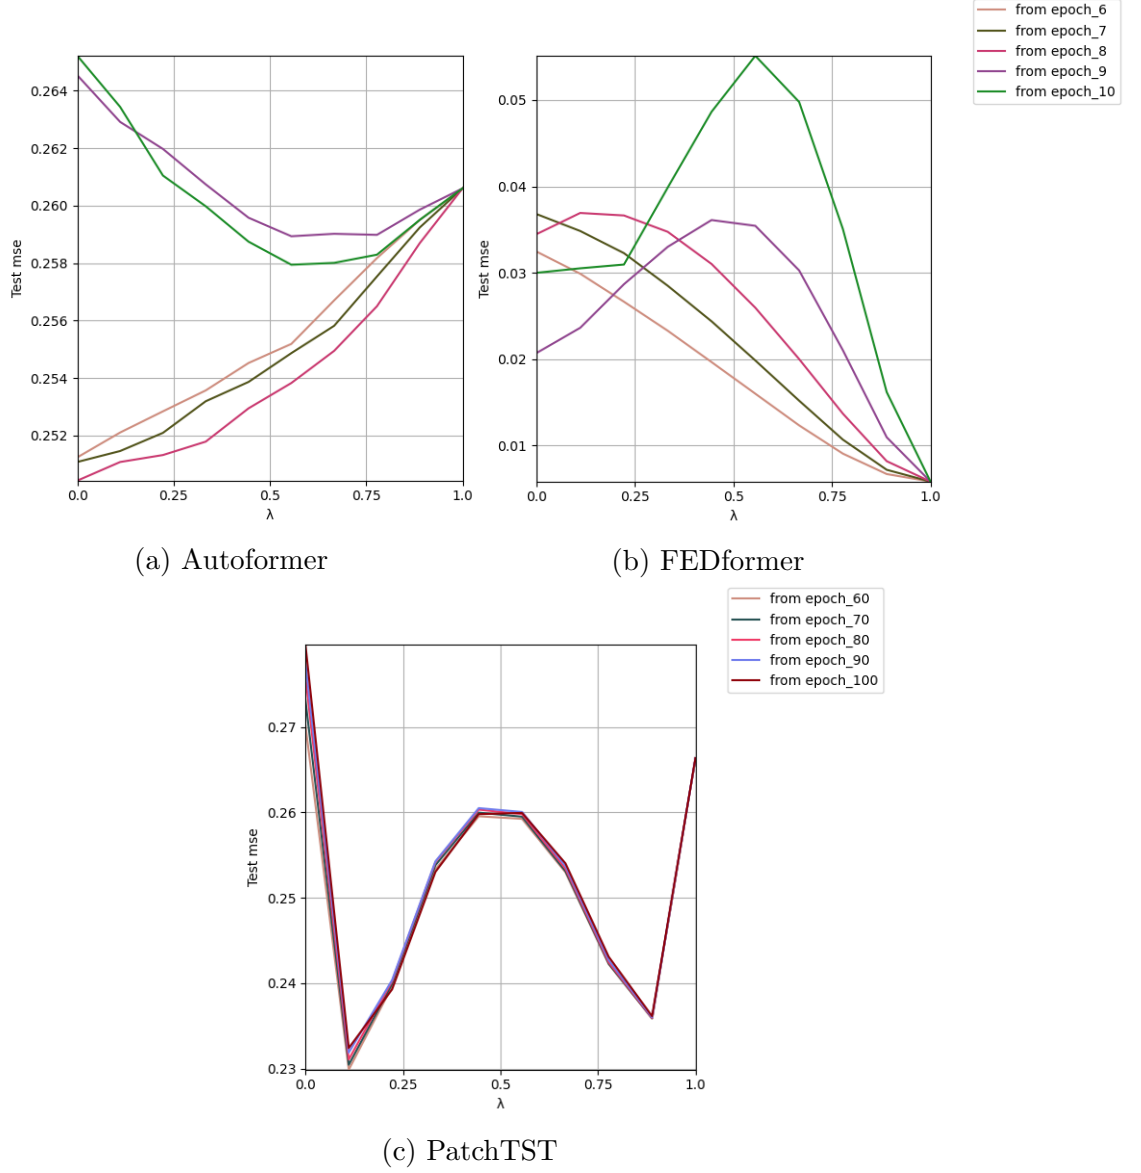 from epoch_6
from epoch_7
from epoch_8
from epoch_9
from epoch_10
0.264
0.262
0.260
0.258
0.256
0.254
0.252
Test mse
0.0
0.25
0.5
0.75
1.0
λ
(a) Autoformer
0.05
0.04
0.03
0.02
0.01
Test mse
0.0
0.25
0.5
0.75
1.0
λ
(b) FEDformer
from epoch_60
from epoch_70
from epoch_80
from epoch_90
from epoch_100
0.27
0.26
0.25
0.24
0.23
Test mse
0.0
0.25
0.5
0.75
1.0
λ
(c) PatchTST